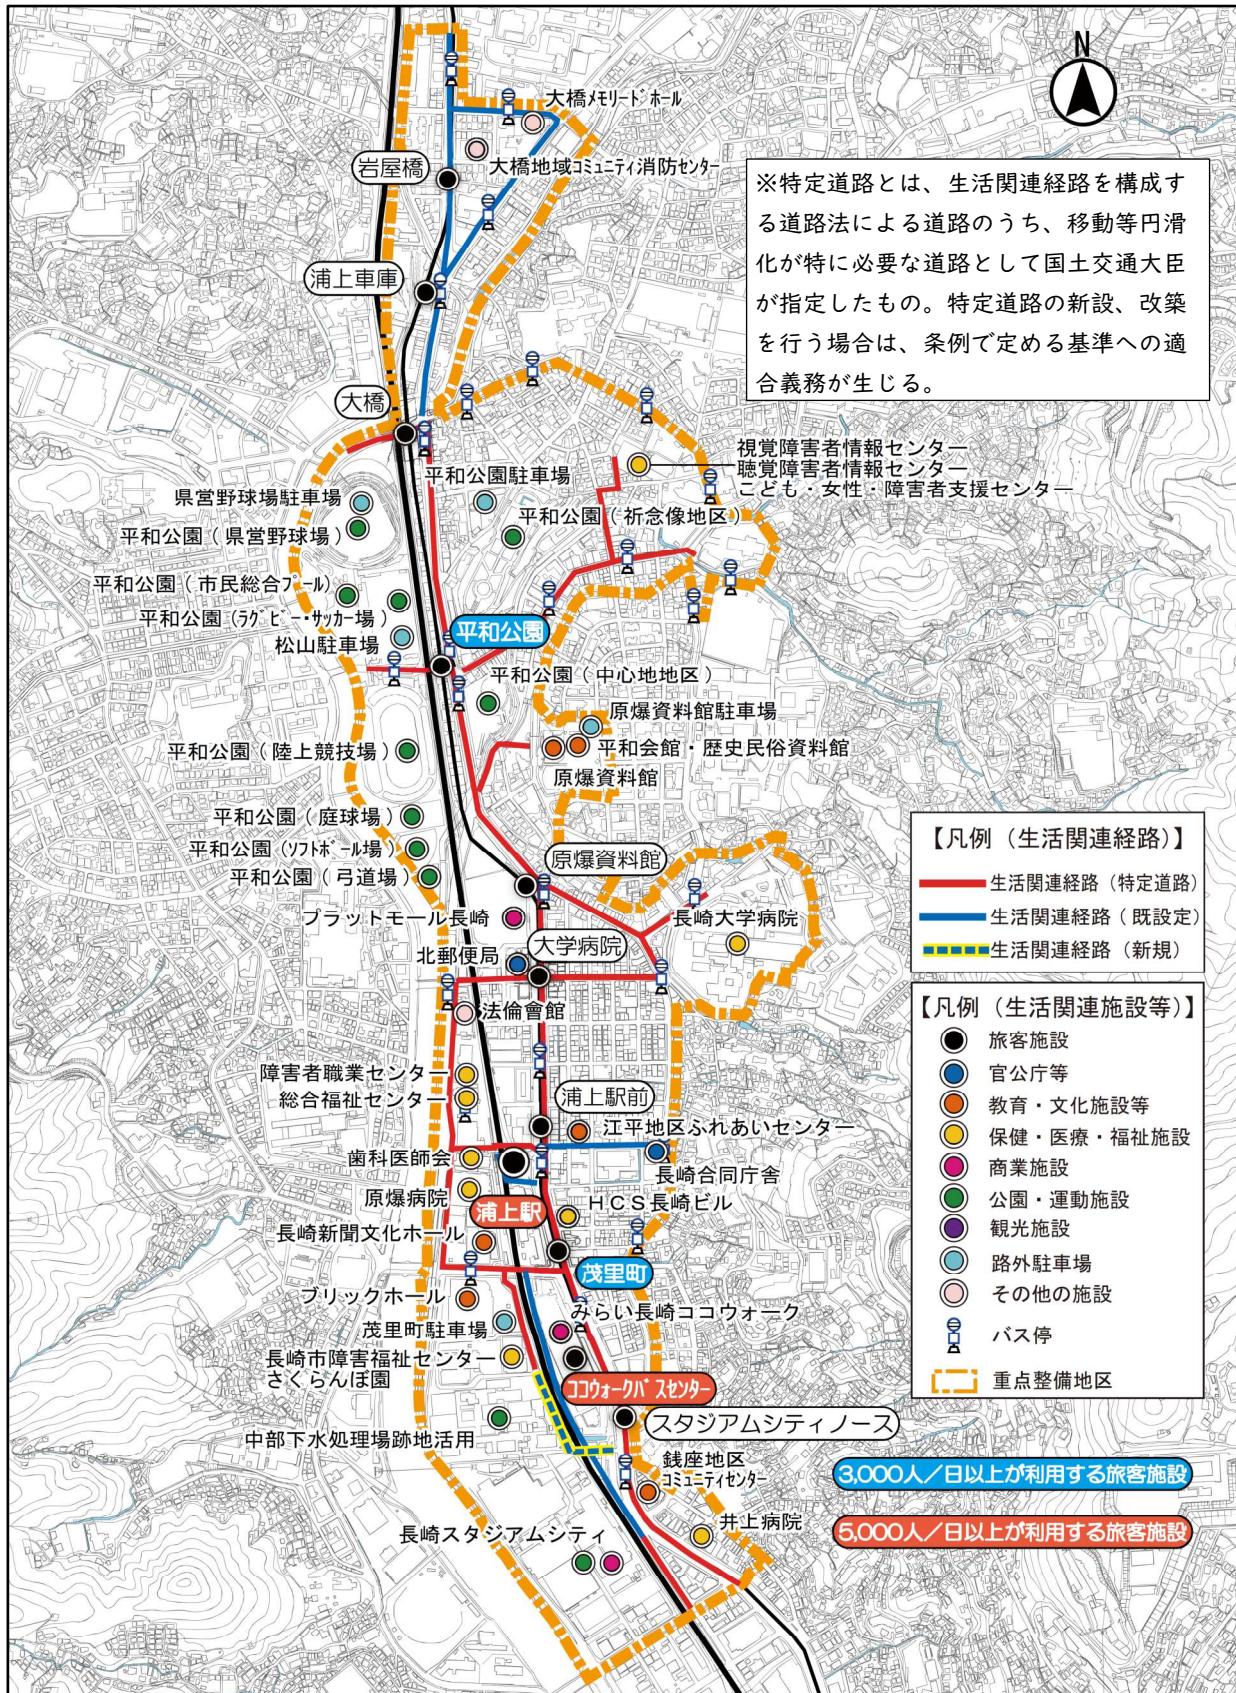 N
大橋ﾒﾓﾘｰﾄﾞﾎｰﾙ
岩屋橋
大橋地域ｺﾐｭﾆﾃｨ消防ｾﾝﾀｰ
※特定道路とは、生活関連経路を構成す
る道路法による道路のうち、移動等円滑
化が特に必要な道路として国土交通大臣
が指定したもの。特定道路の新設、改築
を行う場合は、条例で定める基準への適
合義務が生じる。
浦上車庫
大橋
視覚障害者情報センター
聴覚障害者情報センター
こども・女性・障害者支援センター
平和公園駐車場
県営野球場駐車場
平和公園（祈念像地区）
平和公園（県営野球場）
平和公園（市民総合ﾌﾟｰﾙ）
平和公園（ﾗｸﾞﾋﾞｰ・ｻｯｶｰ場）
平和公園
松山駐車場
平和公園（中心地地区）
原爆資料館駐車場
平和公園（陸上競技場）
平和会館・歴史民俗資料館
原爆資料館
平和公園（庭球場）
平和公園（ｿﾌﾄﾎﾞｰﾙ場）
原爆資料館
平和公園（弓道場）
ブラットモール長崎
長崎大学病院
大学病院
北郵便局
法倫會館
障害者職業センター
総合福祉センター
浦上駅前
江平地区ふれあいセンター
歯科医師会
長崎合同庁舎
原爆病院
浦上駅
ＨＣＳ長崎ビル
長崎新聞文化ホール
茂里町
ブリックホール
みらい長崎ココウォーク
茂里町駐車場
長崎市障害福祉センター
さくらんぼ園
ｺｺｳｫｰｸﾊﾞｽｾﾝﾀｰ
スタジアムシティノース
中部下水処理場跡地活用
銭座地区
ｺﾐｭﾆﾃｨｾﾝﾀｰ
井上病院
長崎スタジアムシティ
【凡例（生活関連経路）】
生活関連経路（特定道路）
生活関連経路（既設定）
生活関連経路（新規）
【凡例（生活関連施設等）】
旅客施設
官公庁等
教育・文化施設等
保健・医療・福祉施設
商業施設
公園・運動施設
観光施設
路外駐車場
その他の施設
バス停
重点整備地区
3,000人／日以上が利用する旅客施設
5,000人／日以上が利用する旅客施設